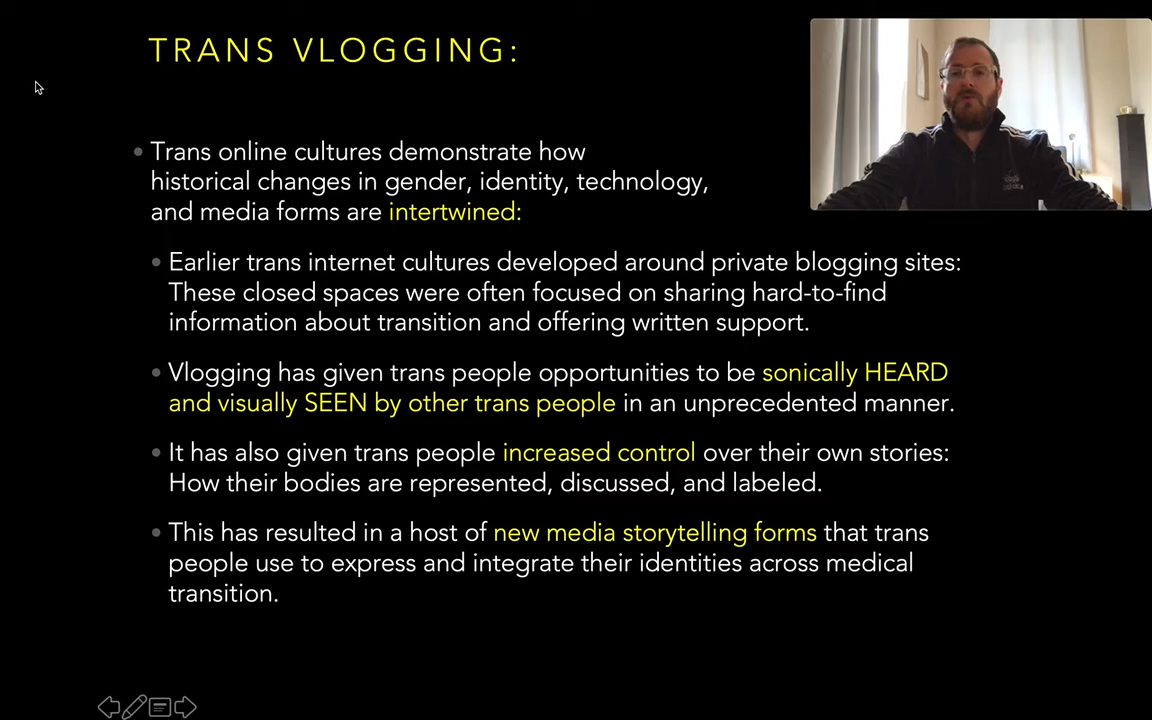 TRANS VLOGGING:
Trans online cultures demonstrate how
historical changes in gender, identity, technology,
and media forms are intertwined:
Earlier trans internet cultures developed around private blogging sites:
These closed spaces were often focused on sharing hard-to-find
information about transition and offering written support.
Vlogging has given trans people opportunities to be sonically HEARD
and visually SEEN by other trans people in an unprecedented manner.
It has also given trans people increased control over their own stories:
How their bodies are represented, discussed, and labeled.
This has resulted in a host of new media storytelling forms that trans
people use to express and integrate their identities across medical
transition.